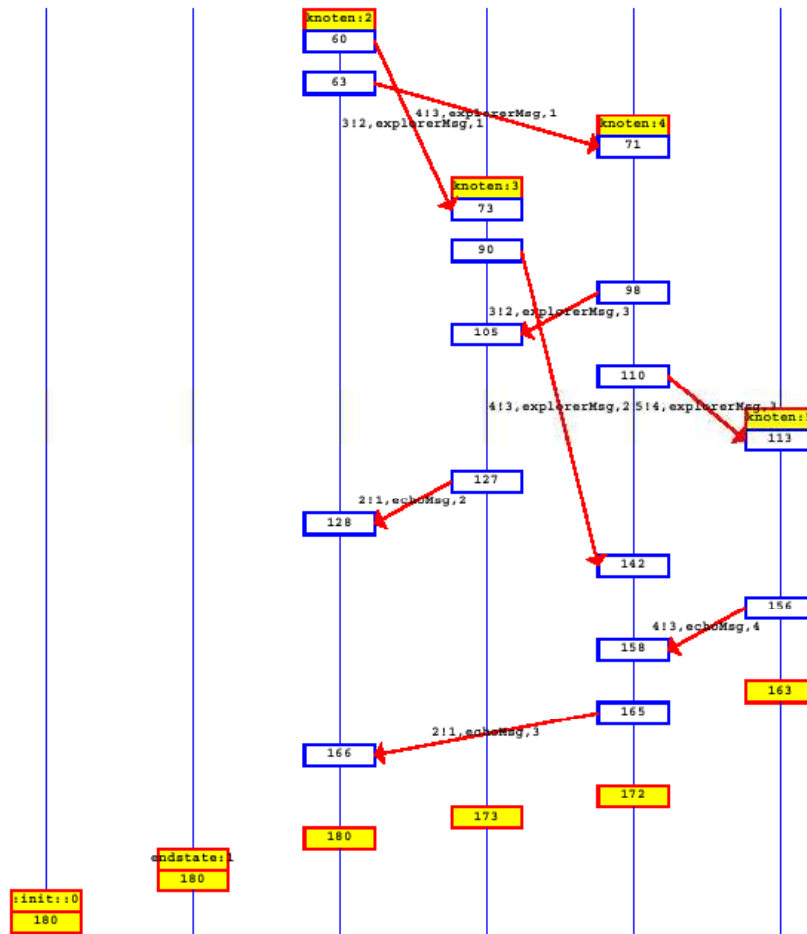 knoten:2
60
63
4!3,explorerMsg,1
3!2,explorerMsg,1
knoten:4
71
knoten:3
73
90
98
3!2,explorerMsg,3
105
110
4!3,explorerMsg,2
5!4,explorerMsg,3
knoten:
113
127
2!1,echoMsg,2
128
142
156
4!3,echoMsg,4
158
163
165
2!1,echoMsg,3
166
172
173
180
endstate:1
180
:init::0
180